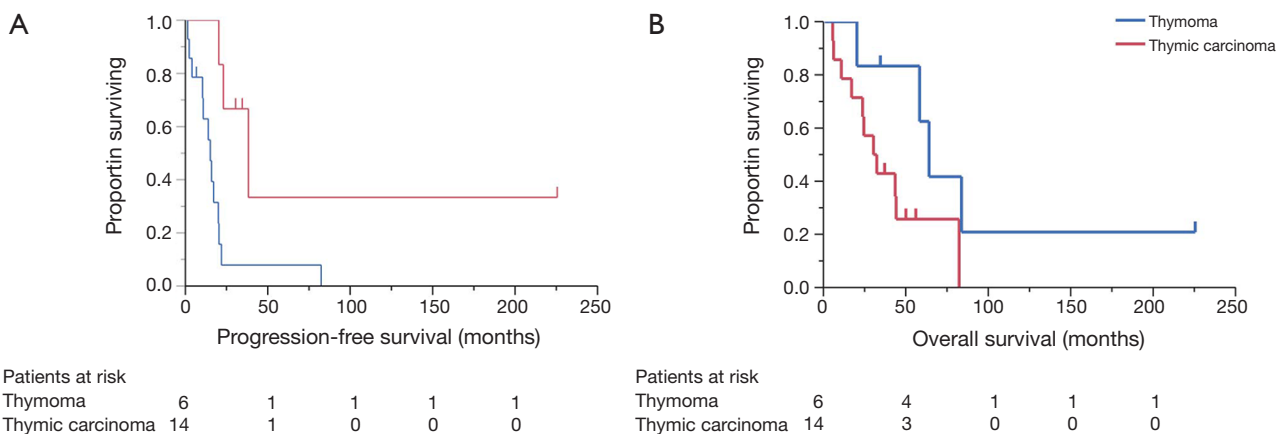 A
1.0
0.8
0.6
0.4
0.2
0.0
Proportin surviving
0 50 100 150 200 250
Progression-free survival (months)
Patients at risk
Thymoma 6 1 1 1 1
Thymic carcinoma 14 1 0 0 0
B
1.0
0.8
0.6
0.4
0.2
0.0
Proportin surviving
0 50 100 150 200 250
Overall survival (months)
Thymoma
Thymic carcinoma
Patients at risk
Thymoma 6 4 1 1 1
Thymic carcinoma 14 3 0 0 0